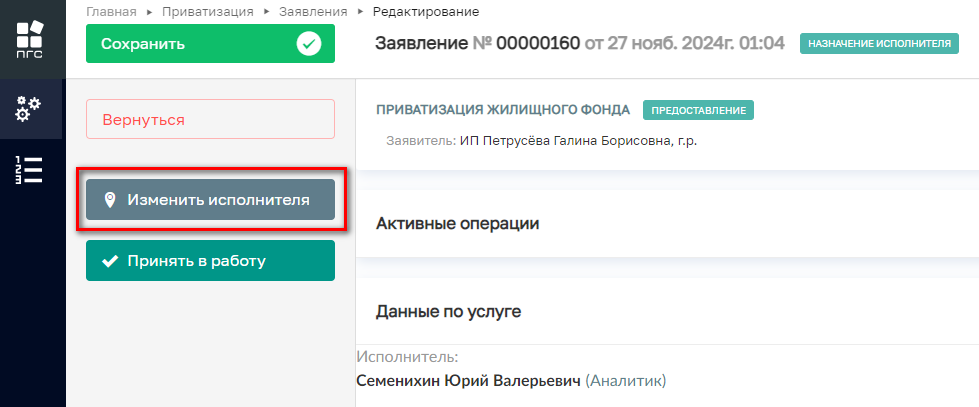 Главная ▸ Приватизация ▸ Заявления ▸ Редактирование
Сохранить
Заявление № 00000160 от 27 нояб. 2024г. 01:04
НАЗНАЧЕНИЕ ИСПОЛНИТЕЛЯ
пгс
Вернуться
ПРИВАТИЗАЦИЯ ЖИЛИЩНОГО ФОНДА
ПРЕДОСТАВЛЕНИЕ
Заявитель: ИП Петрусёва Галина Борисовна, г.р.
Изменить исполнителя
Активные операции
Принять в работу
Данные по услуге
Исполнитель:
Семенихин Юрий Валерьевич (Аналитик)